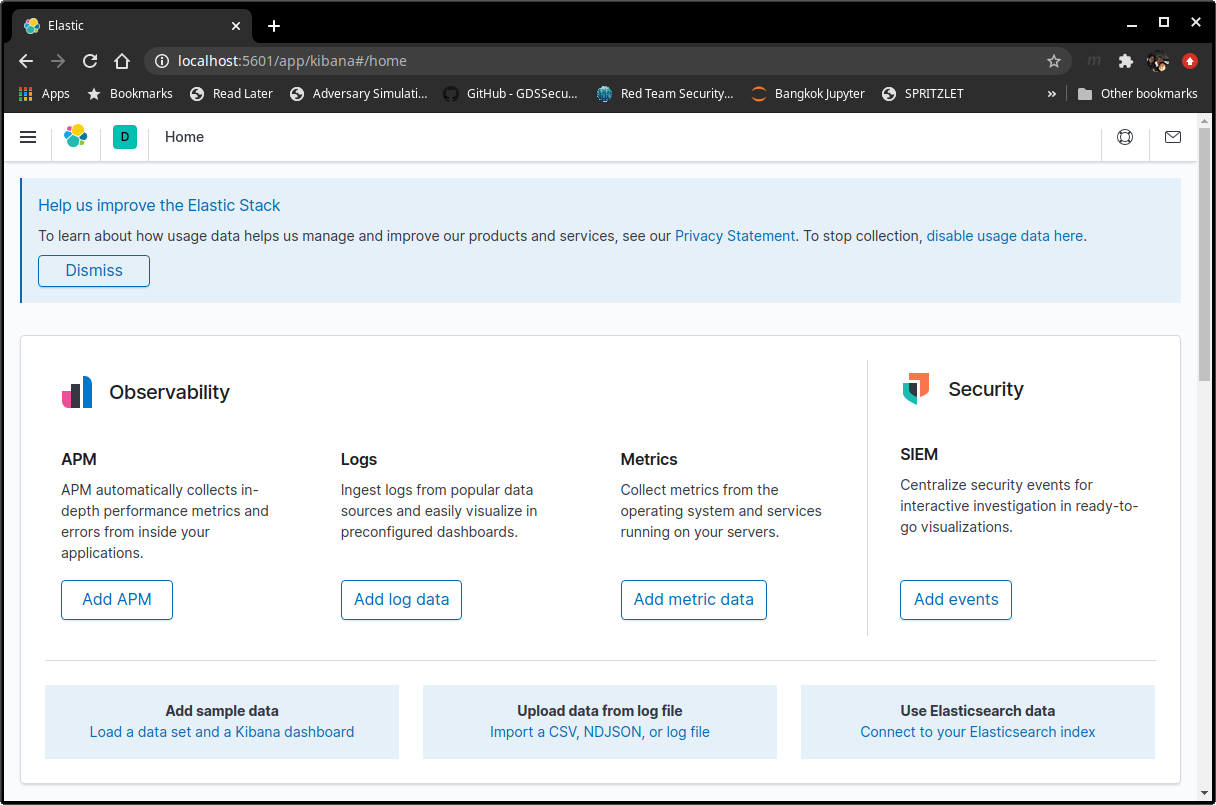 Elastic
localhost:5601/app/kibana#/home
Apps Bookmarks Read Later Adversary Simulati... GitHub - GDSSecu... Red Team Security... Bangkok Jupyter SPRITZLET » Other bookmarks
D Home
Help us improve the Elastic Stack
To learn about how usage data helps us manage and improve our products and services, see our Privacy Statement. To stop collection, disable usage data here.
Dismiss
Observability
APM
APM automatically collects in-
depth performance metrics and
errors from inside your
applications.
Add APM
Logs
Ingest logs from popular data
sources and easily visualize in
preconfigured dashboards.
Add log data
Metrics
Collect metrics from the
operating system and services
running on your servers.
Add metric data
Security
SIEM
Centralize security events for
interactive investigation in ready-to-
go visualizations.
Add events
Add sample data
Load a data set and a Kibana dashboard
Upload data from log file
Import a CSV, NDJSON, or log file
Use Elasticsearch data
Connect to your Elasticsearch index